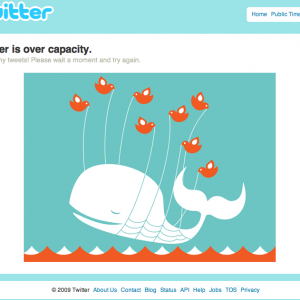 witter
Home Public Time
er is over capacity.
ny tweets! Please wait a moment and try again.
© 2009 Twitter About Us Contact Blog Status API Help Jobs TOS Privacy